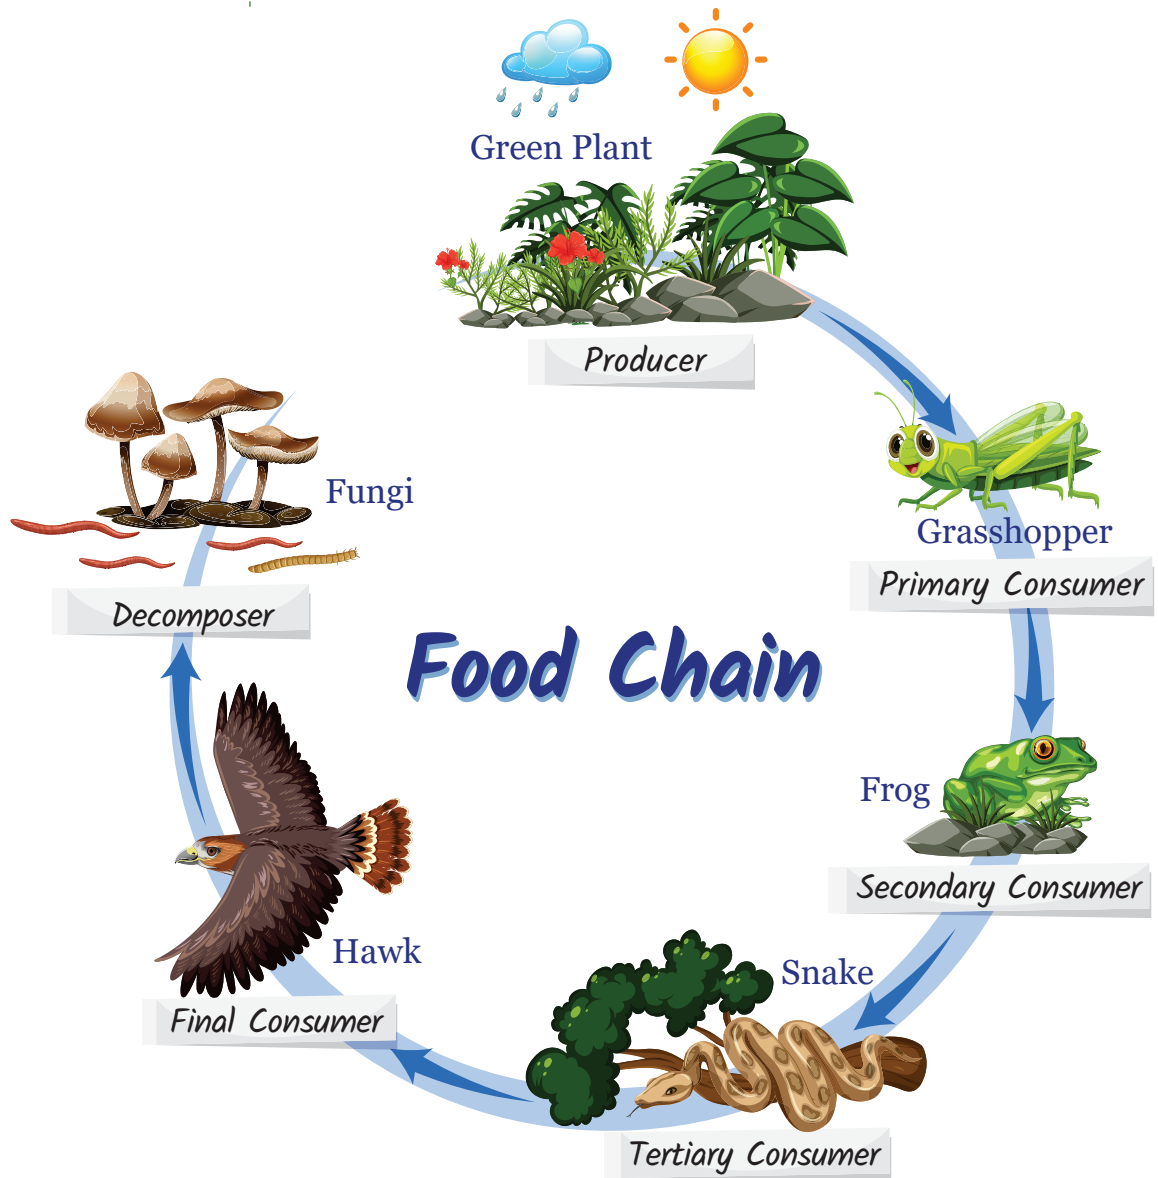 Green Plant
Producer
Grasshopper
Primary Consumer
Fungi
Decomposer
Food Chain
Frog
Secondary Consumer
Hawk
Final Consumer
Snake
Tertiary Consumer